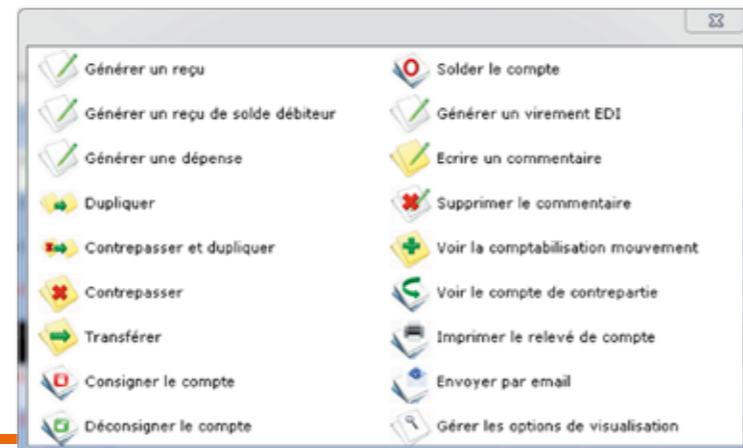 Générer un reçu
Générer un reçu de solde débiteur
Générer une dépense
Dupliquer
Contrepasser et dupliquer
Contrepasser
Transférer
Consigner le compte
Déconsigner le compte
Solder le compte
Générer un virement EDI
Ecrire un commentaire
Supprimer le commentaire
Voir la comptabilisation mouvement
Voir le compte de contrepartie
Imprimer le relevé de compte
Envoyer par email
Gérer les options de visualisation